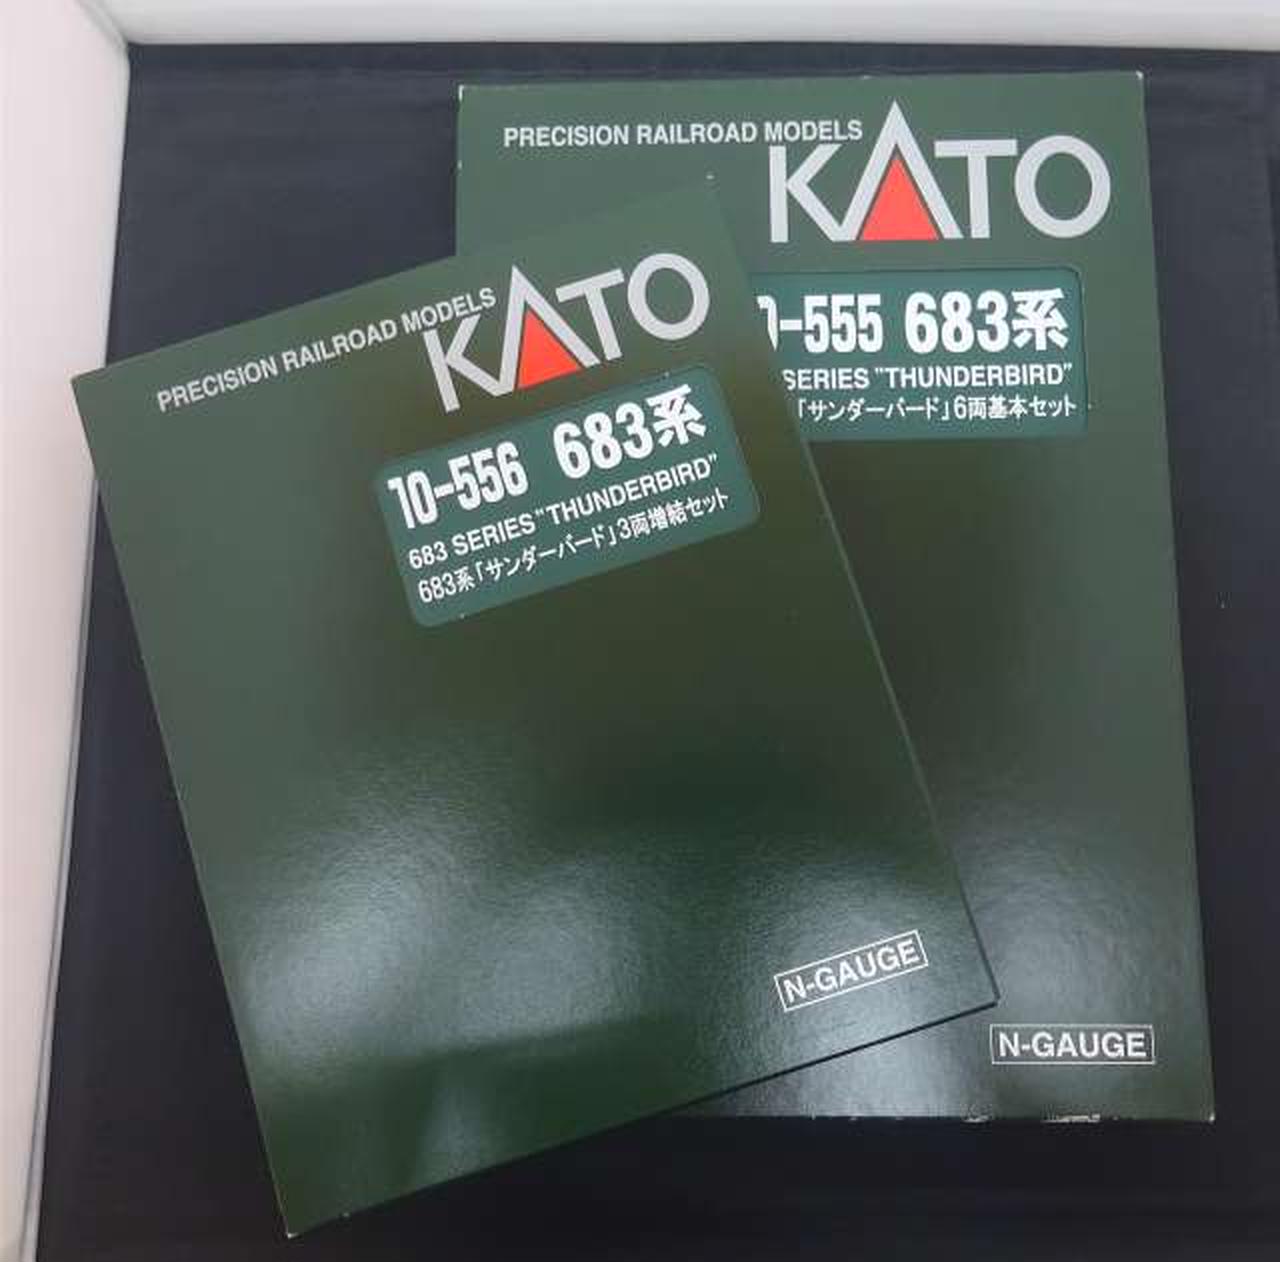 PRECISION RAILROAD MODELS
KATO
-555 683系
SERIES "THUNDERBIRD"
「サンダーバード」6両基本セット
N-GAUGE
PRECISION RAILROAD MODELS
KATO
10-556 683系
683 SERIES "THUNDERBIRD"
683系「サンダーバード」3両増結セット
N-GAUGE